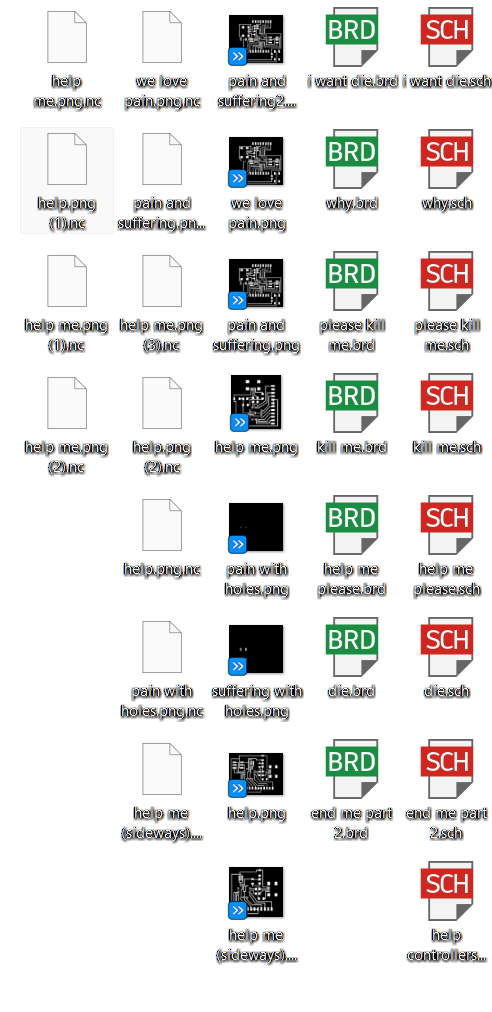 help
me.png.nc
we love
pain.png.nc
pain and
suffering2....
BRD
i want die.brd
SCH
i want die.sch
help.png
(1).nc
pain and
suffering.pn...
we love
pain.png
BRD
why.brd
SCH
why.sch
help me.png
(1).nc
help me.png
(3).nc
pain and
suffering.png
BRD
please kill
me.brd
SCH
please kill
me.sch
help me.png
(2).nc
help.png
(2).nc
help me.png
BRD
kill me.brd
SCH
kill me.sch
help.png.nc
pain with
holes.png
BRD
help me
please.brd
SCH
help me
please.sch
pain with
holes.png.nc
suffering with
holes.png
BRD
die.brd
SCH
die.sch
help me
(sideways)....
help.png
BRD
end me part
2.brd
SCH
end me part
2.sch
help me
(sideways)....
SCH
help
controllers...